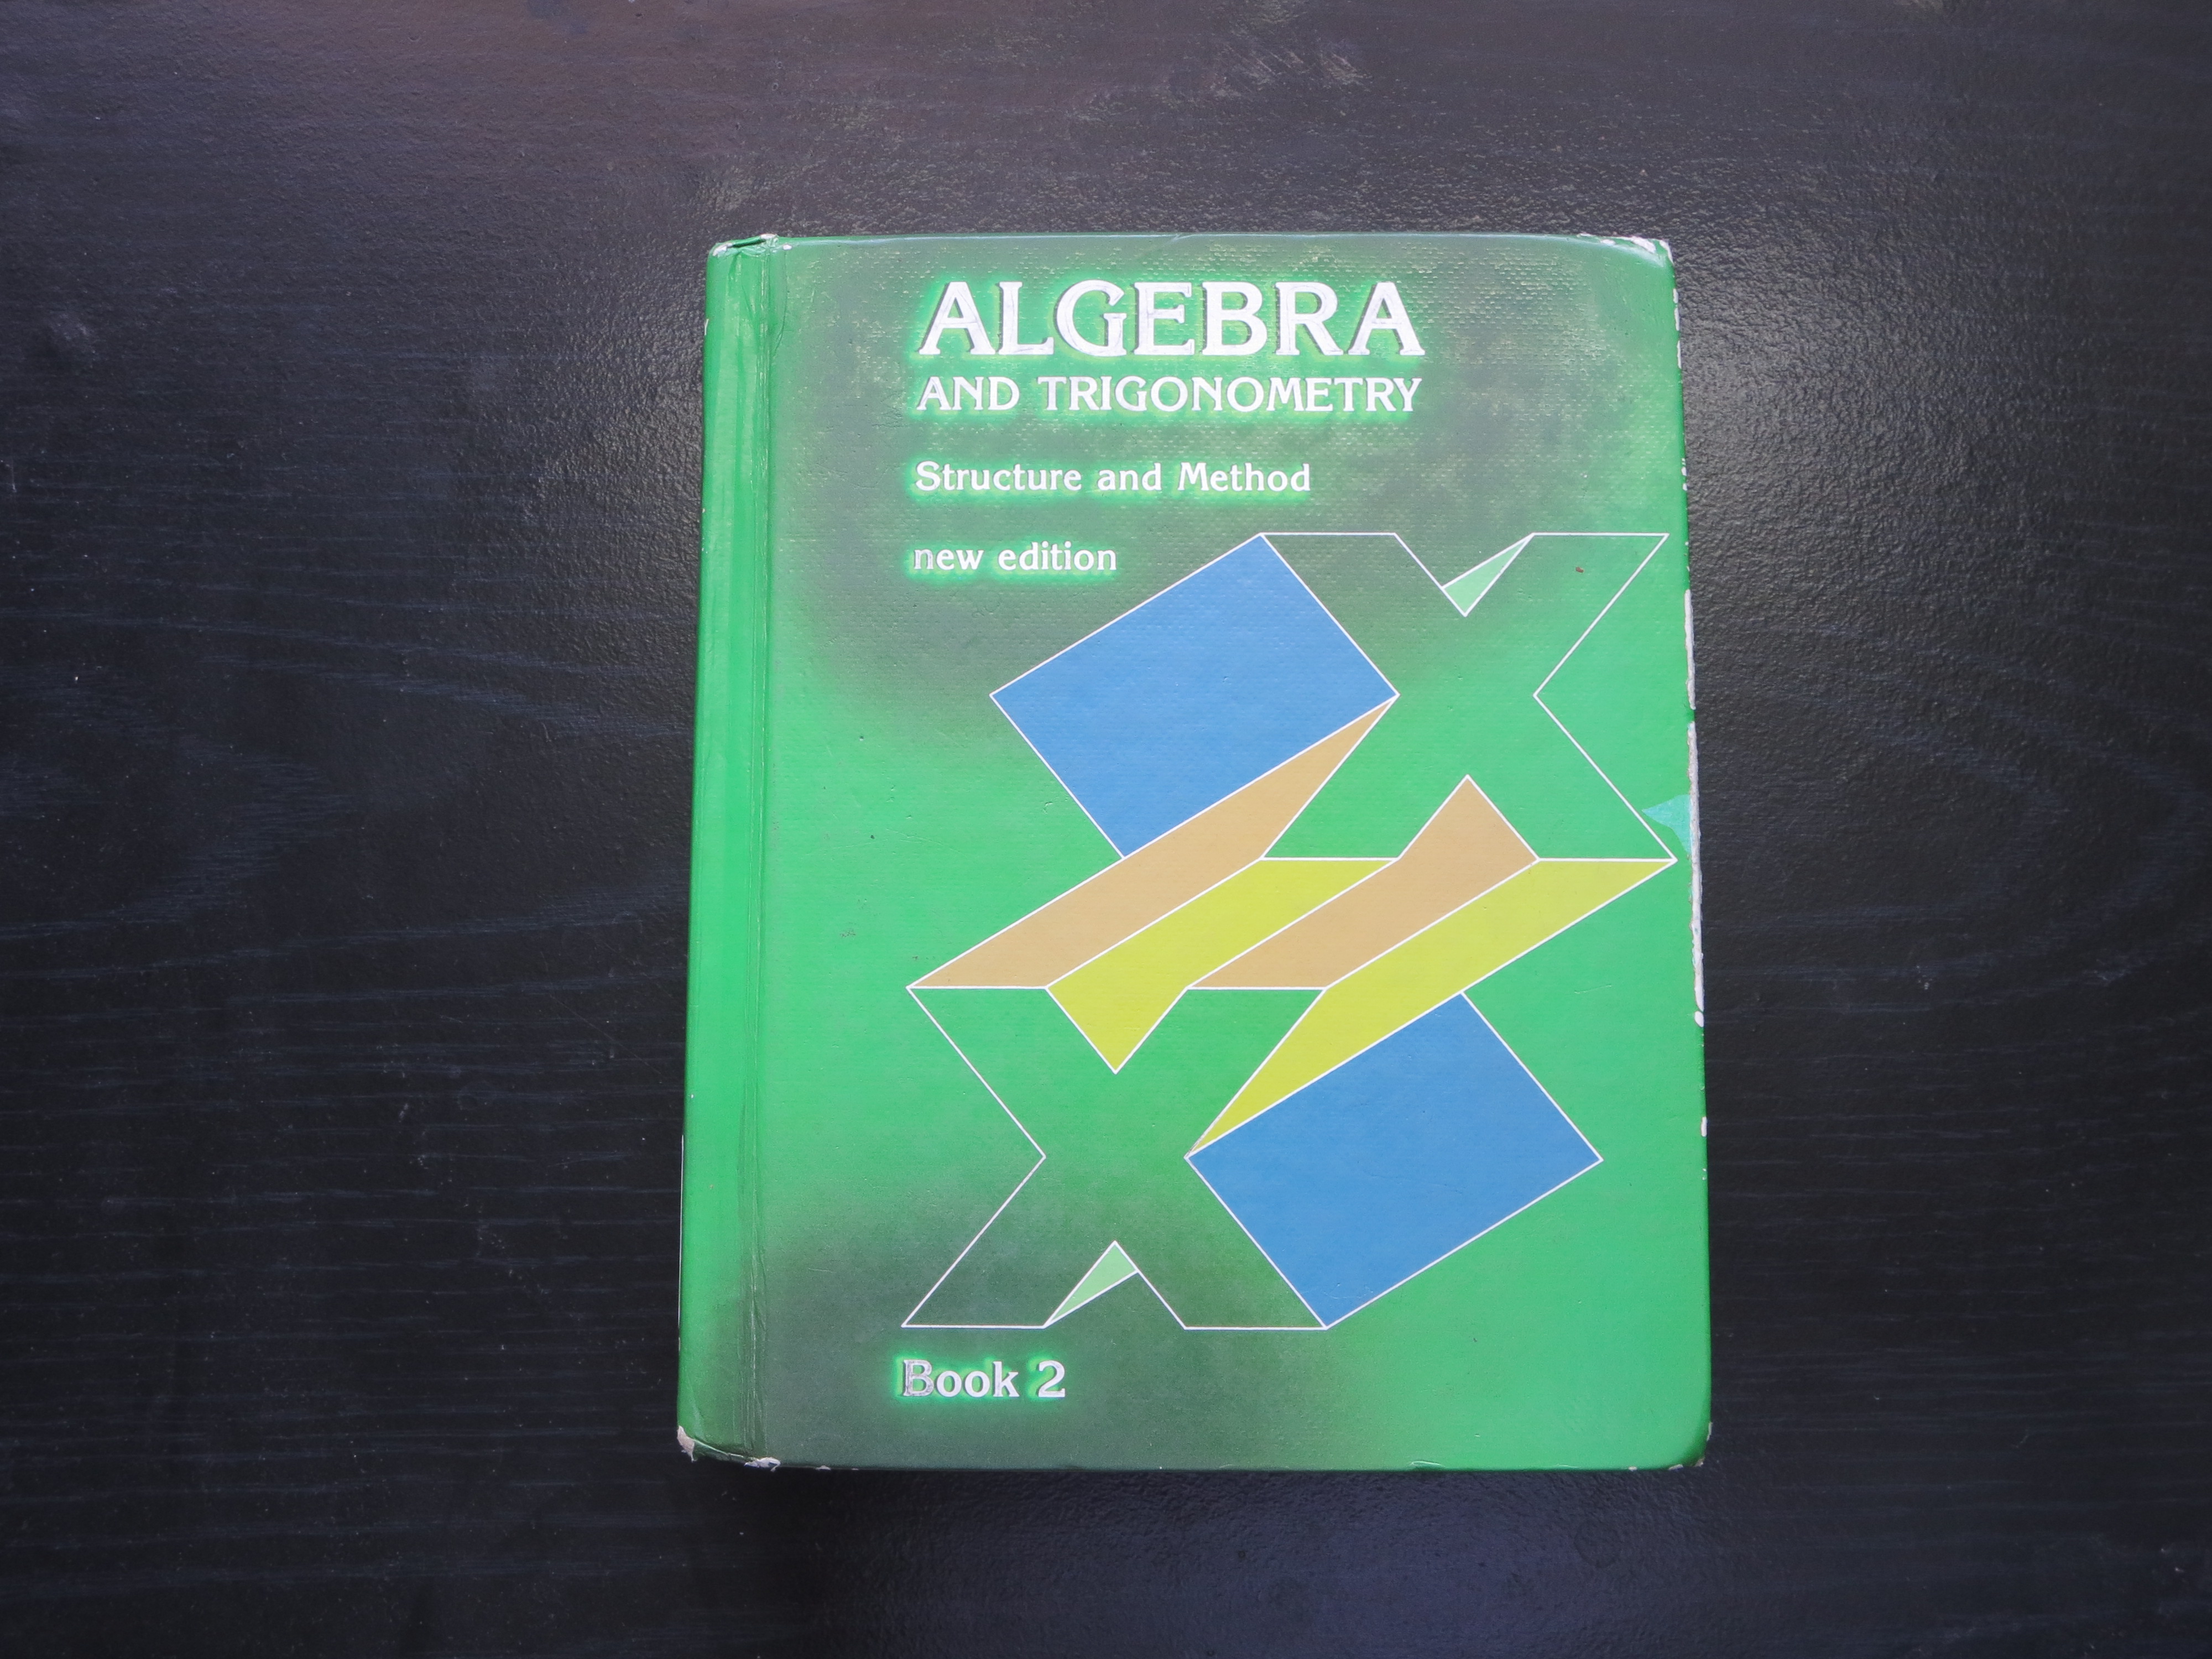 ALGEBRA
AND TRIGONOMETRY
Structure and Method
new edition
Book 2